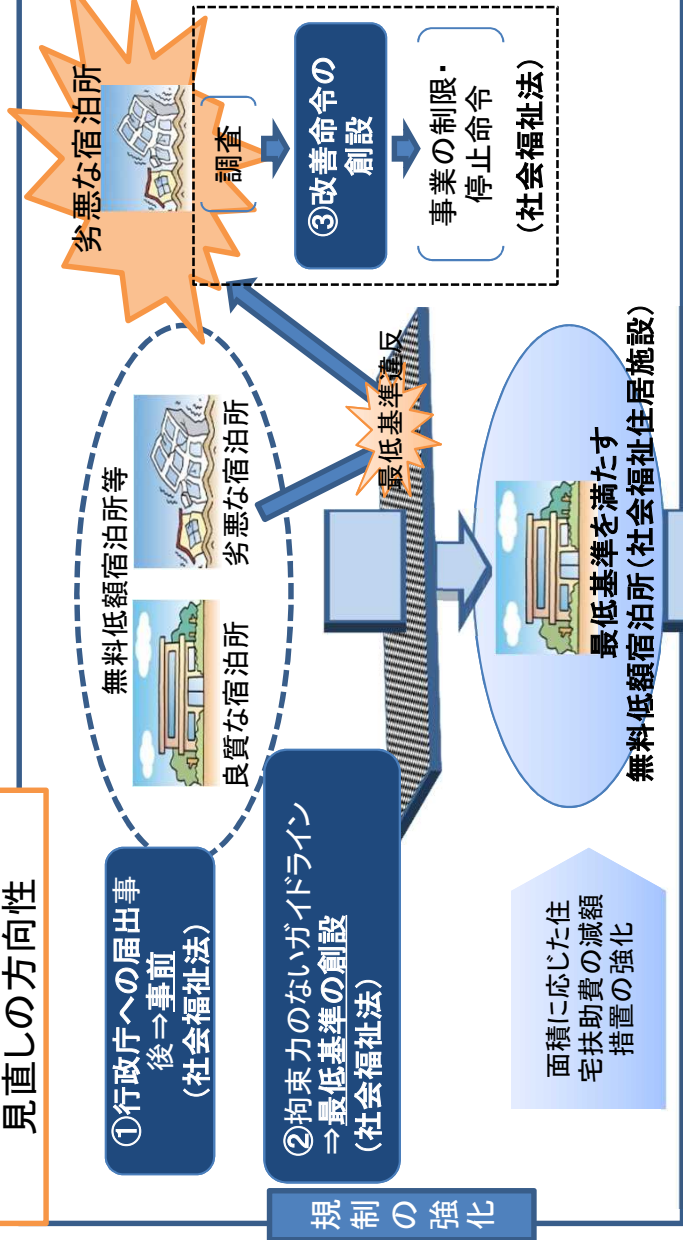 見直しの方向性
規制の強化
①行政庁への届出事
後⇒事前
(社会福祉法)
②拘束力のないガイドライン
⇒最低基準の創設
(社会福祉法)
面積に応じた住
宅扶助費の減額
措置の強化
無料低額宿泊所等
良質な宿泊所
劣悪な宿泊所
最低基準違反
最低基準を満たす
無料低額宿泊所(社会福祉住居施設)
劣悪な宿泊所
調査
③改善命令の
創設
事業の制限・
停止命令
(社会福祉法)